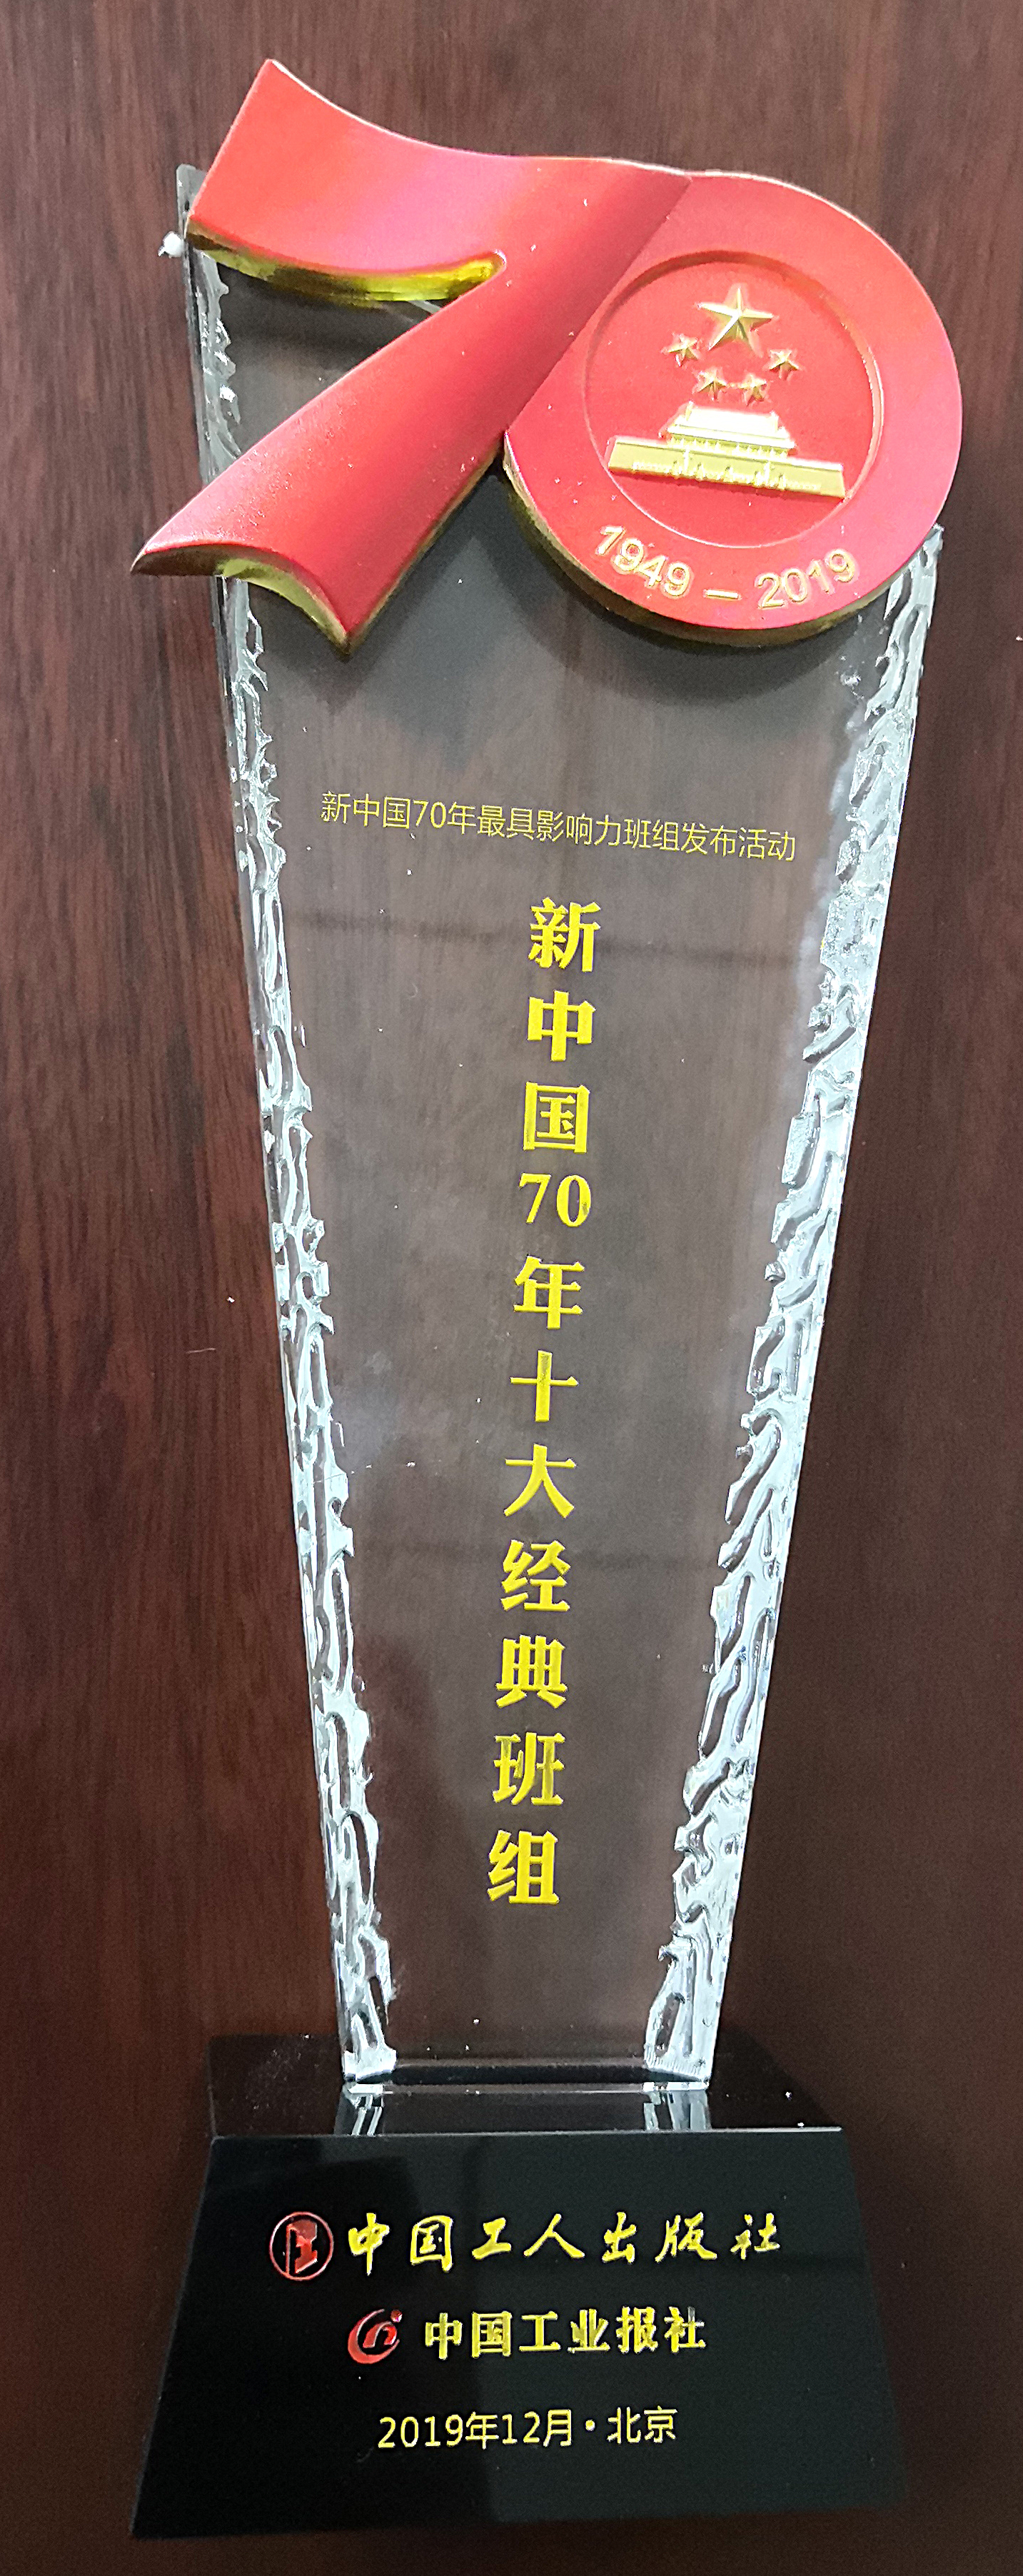 70
1949－2019
新中国70年最具影响力班组发布活动
新中国70年十大经典班组
中国工人出版社
中国工业报社
2019年12月·北京